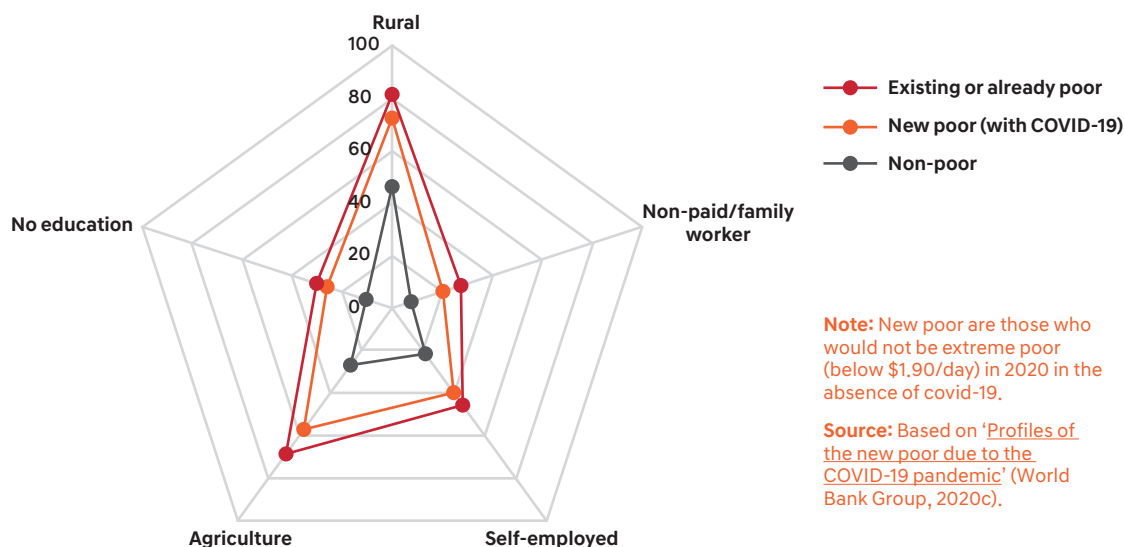 Rural
100
80
60
40
20
0
No education
Non-paid/family
worker
Agriculture
Self-employed
Existing or already poor
New poor (with COVID-19)
Non-poor
Note: New poor are those who
would not be extreme poor
(below $1.90/day) in 2020 in the
absence of covid-19.
Source: Based on ‘Profiles of
the new poor due to the
COVID-19 pandemic’ (World
Bank Group, 2020c).